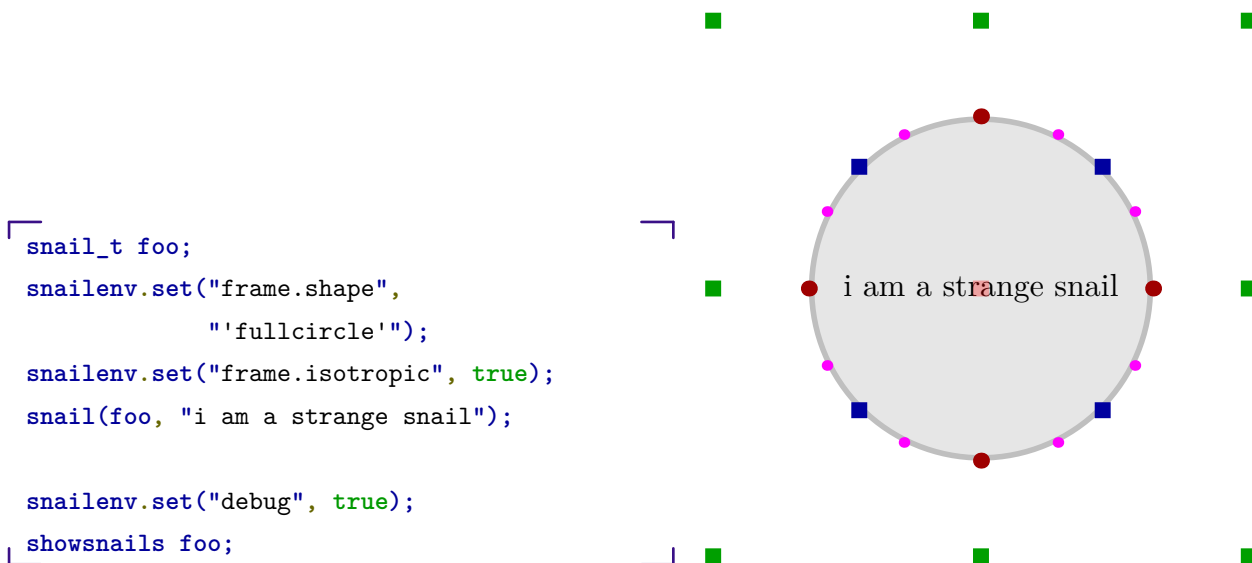 snail_t foo;
snailenv.set("frame.shape",
"'fullcircle'");
snailenv.set("frame.isotropic", true);
snail(foo, "i am a strange snail");
snailenv.set("debug", true);
showsnails foo;
i am a strange snail